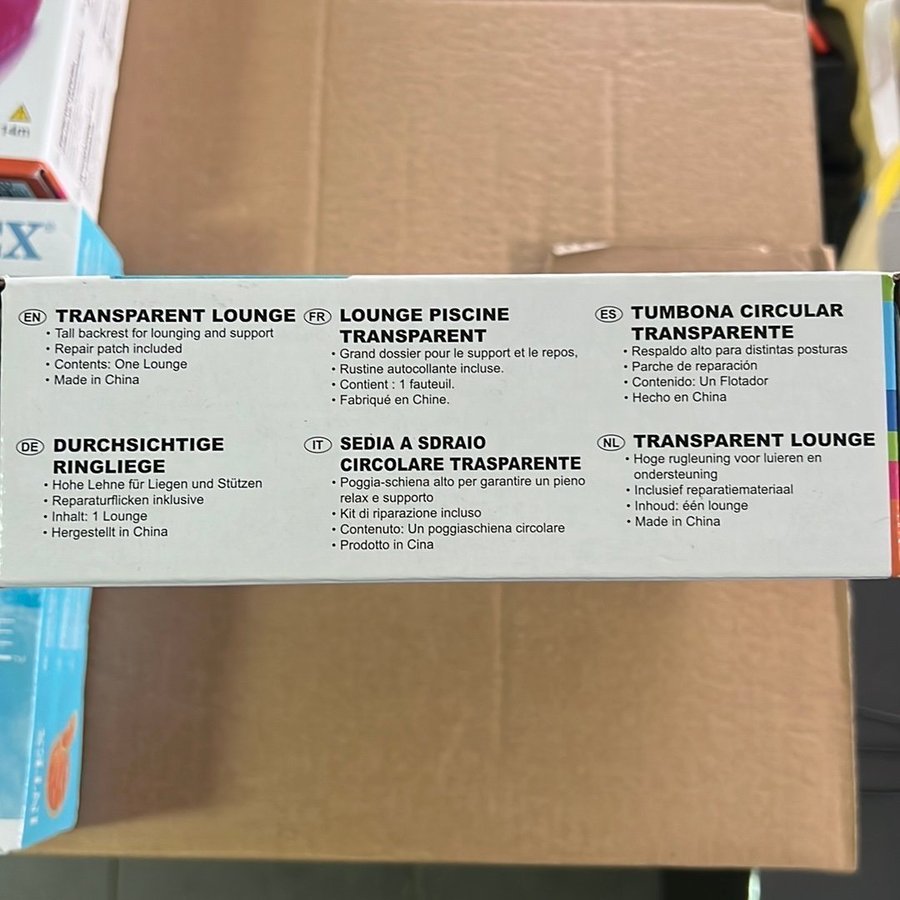 14m
EX®
EN TRANSPARENT LOUNGE
• Tall backrest for lounging and support
• Repair patch included
• Contents: One Lounge
• Made in China
FR LOUNGE PISCINE
TRANSPARENT
• Grand dossier pour le support et le repos,
• Rustine autocollante incluse.
• Contient : 1 fauteuil.
• Fabriqué en Chine.
ES TUMBONA CIRCULAR
TRANSPARENTE
• Respaldo alto para distintas posturas
• Parche de reparación
• Contenido: Un Flotador
• Hecho en China
DE DURCHSICHTIGE
RINGLIEGE
• Hohe Lehne für Liegen und Stützen
• Reparaturflicken inklusive
• Inhalt: 1 Lounge
• Hergestellt in China
IT SEDIA A SDRAIO
CIRCOLARE TRASPARENTE
• Poggia-schiena alto per garantire un pieno
relax e supporto
• Kit di riparazione incluso
• Contenuto: Un poggiaschiena circolare
• Prodotto in Cina
NL TRANSPARENT LOUNGE
• Hoge rugleuning voor luieren en
ondersteuning
• Inclusief reparatiemateriaal
• Inhoud: één lounge
• Made in China